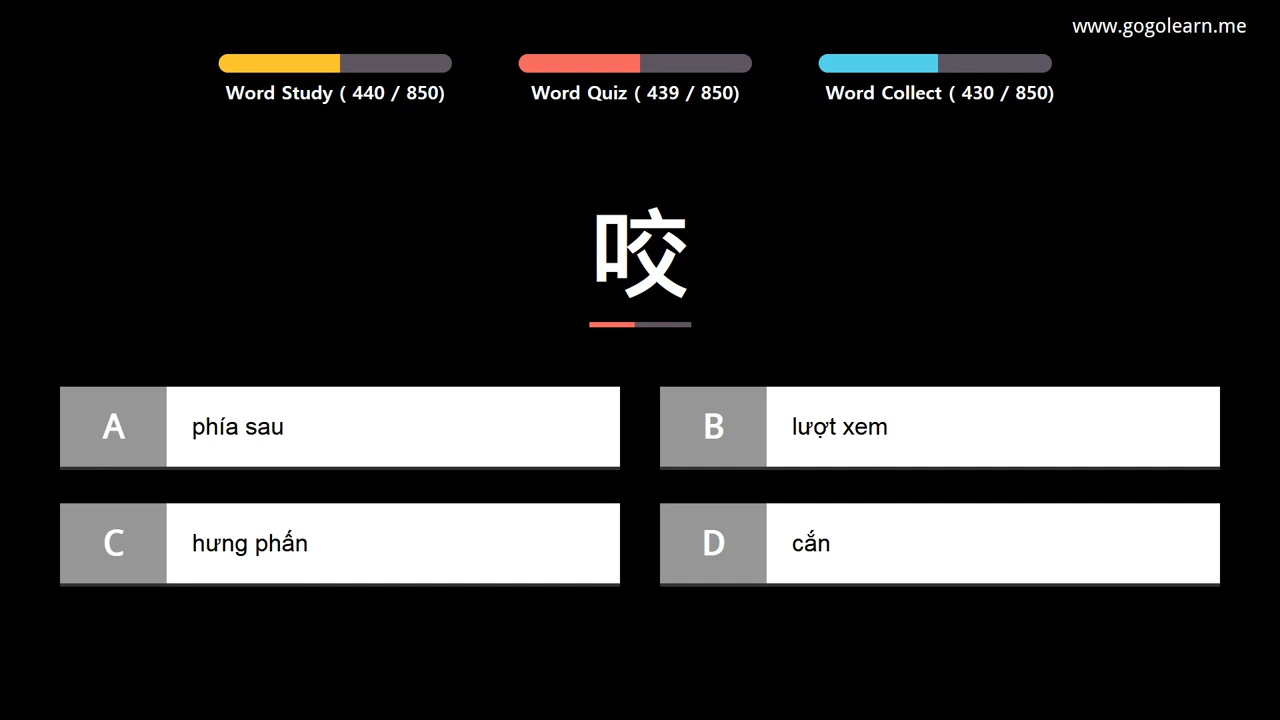 www.gogolearn.me
Word Study ( 440 / 850)
Word Quiz ( 439 / 850)
Word Collect ( 430 / 850)
咬
A phía sau
B lượt xem
C hưng phấn
D cắn